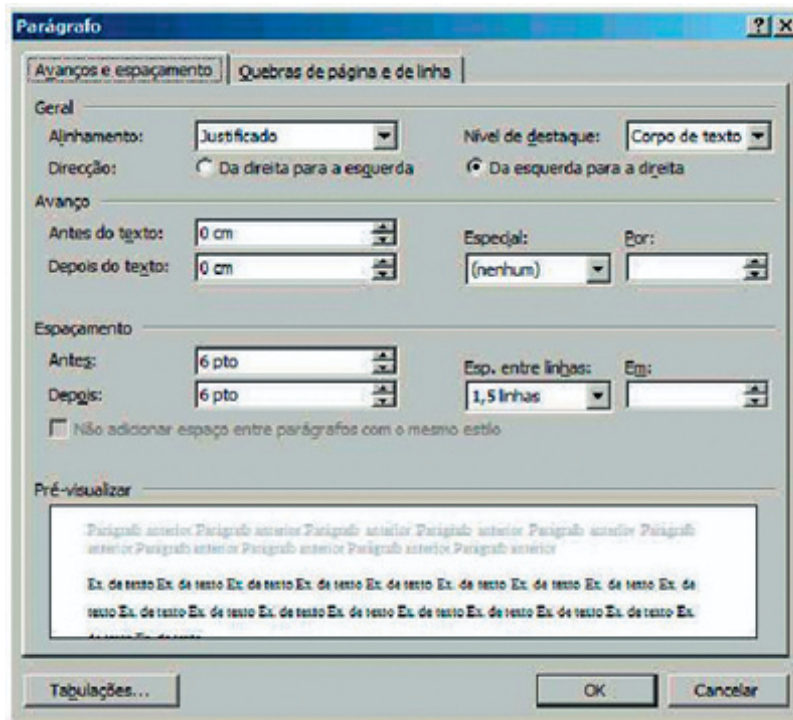 Parágrafo
Avanços e espaçamento Quebras de página e de linha
Geral
Alinhamento: Justificado Nível de destaque: Corpo de texto
Direcção: Da direita para a esquerda Da esquerda para a direita
Avanço
Antes do texto: 0 cm Especial: Por:
Depois do texto: 0 cm (nenhum)
Espaçamento
Antes: 6 pto Esp. entre linhas: Em:
Depois: 6 pto 1,5 linhas
Não adicionar espaço entre parágrafos com o mesmo estilo
Pré-visualizar
Parágrafo anterior Parágrafo anterior Parágrafo anterior Parágrafo anterior Parágrafo anterior Parágrafo
anterior Parágrafo anterior Parágrafo anterior Parágrafo anterior Parágrafo anterior
Ex. de texto Ex. de texto Ex. de texto Ex. de texto Ex. de texto Ex. de texto Ex. de texto Ex. de texto Ex. de
texto Ex. de texto Ex. de texto Ex. de texto Ex. de texto Ex. de texto Ex. de texto Ex. de texto Ex.
de texto Ex. de texto
Tabulações... OK Cancelar